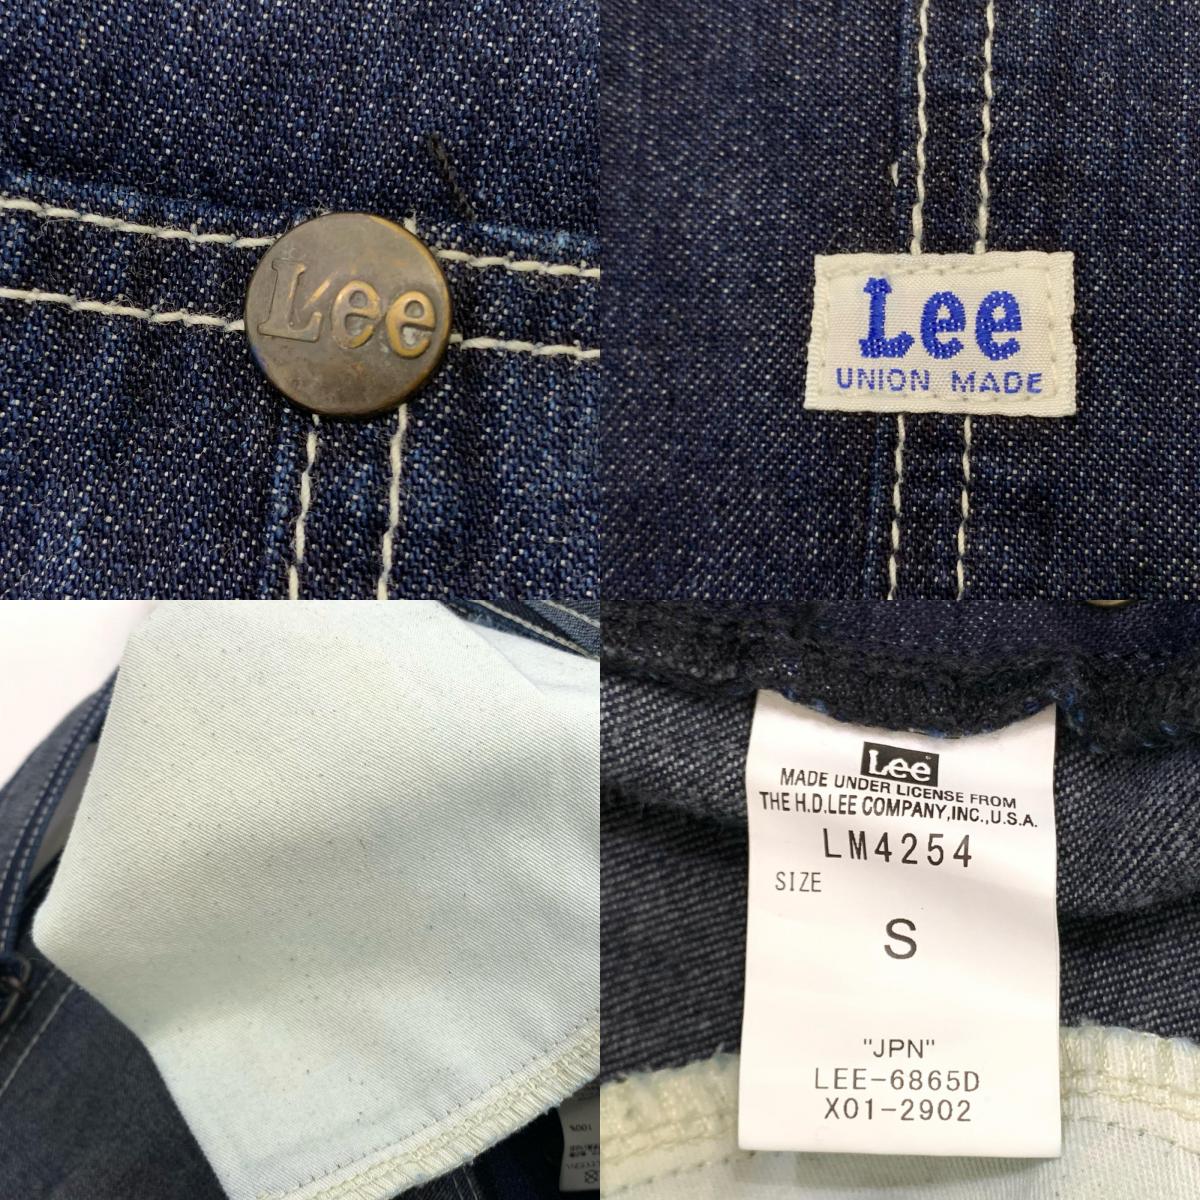 Lee
Lee
UNION MADE
100%
Lee
MADE UNDER LICENSE FROM
THE H.D.LEE COMPANY,INC.,U.S.A.
LM4254
SIZE
S
"JPN"
LEE-6865D
X01-2902